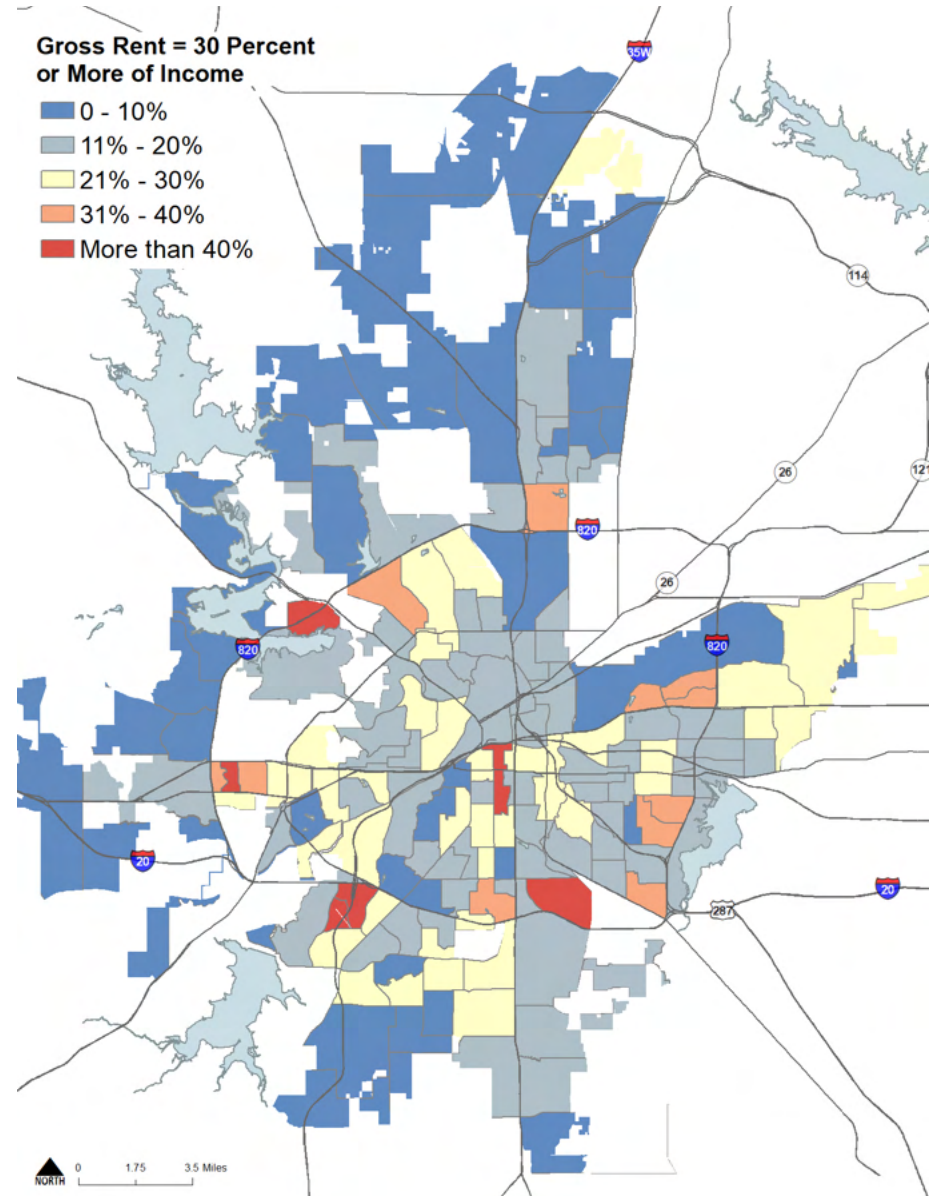 Gross Rent = 30 Percent
or More of Income
0 - 10%
11% - 20%
21% - 30%
31% - 40%
More than 40%
35W
114
26
121
820
26
820
820
20
20
287
NORTH
0 1.75 3.5 Miles